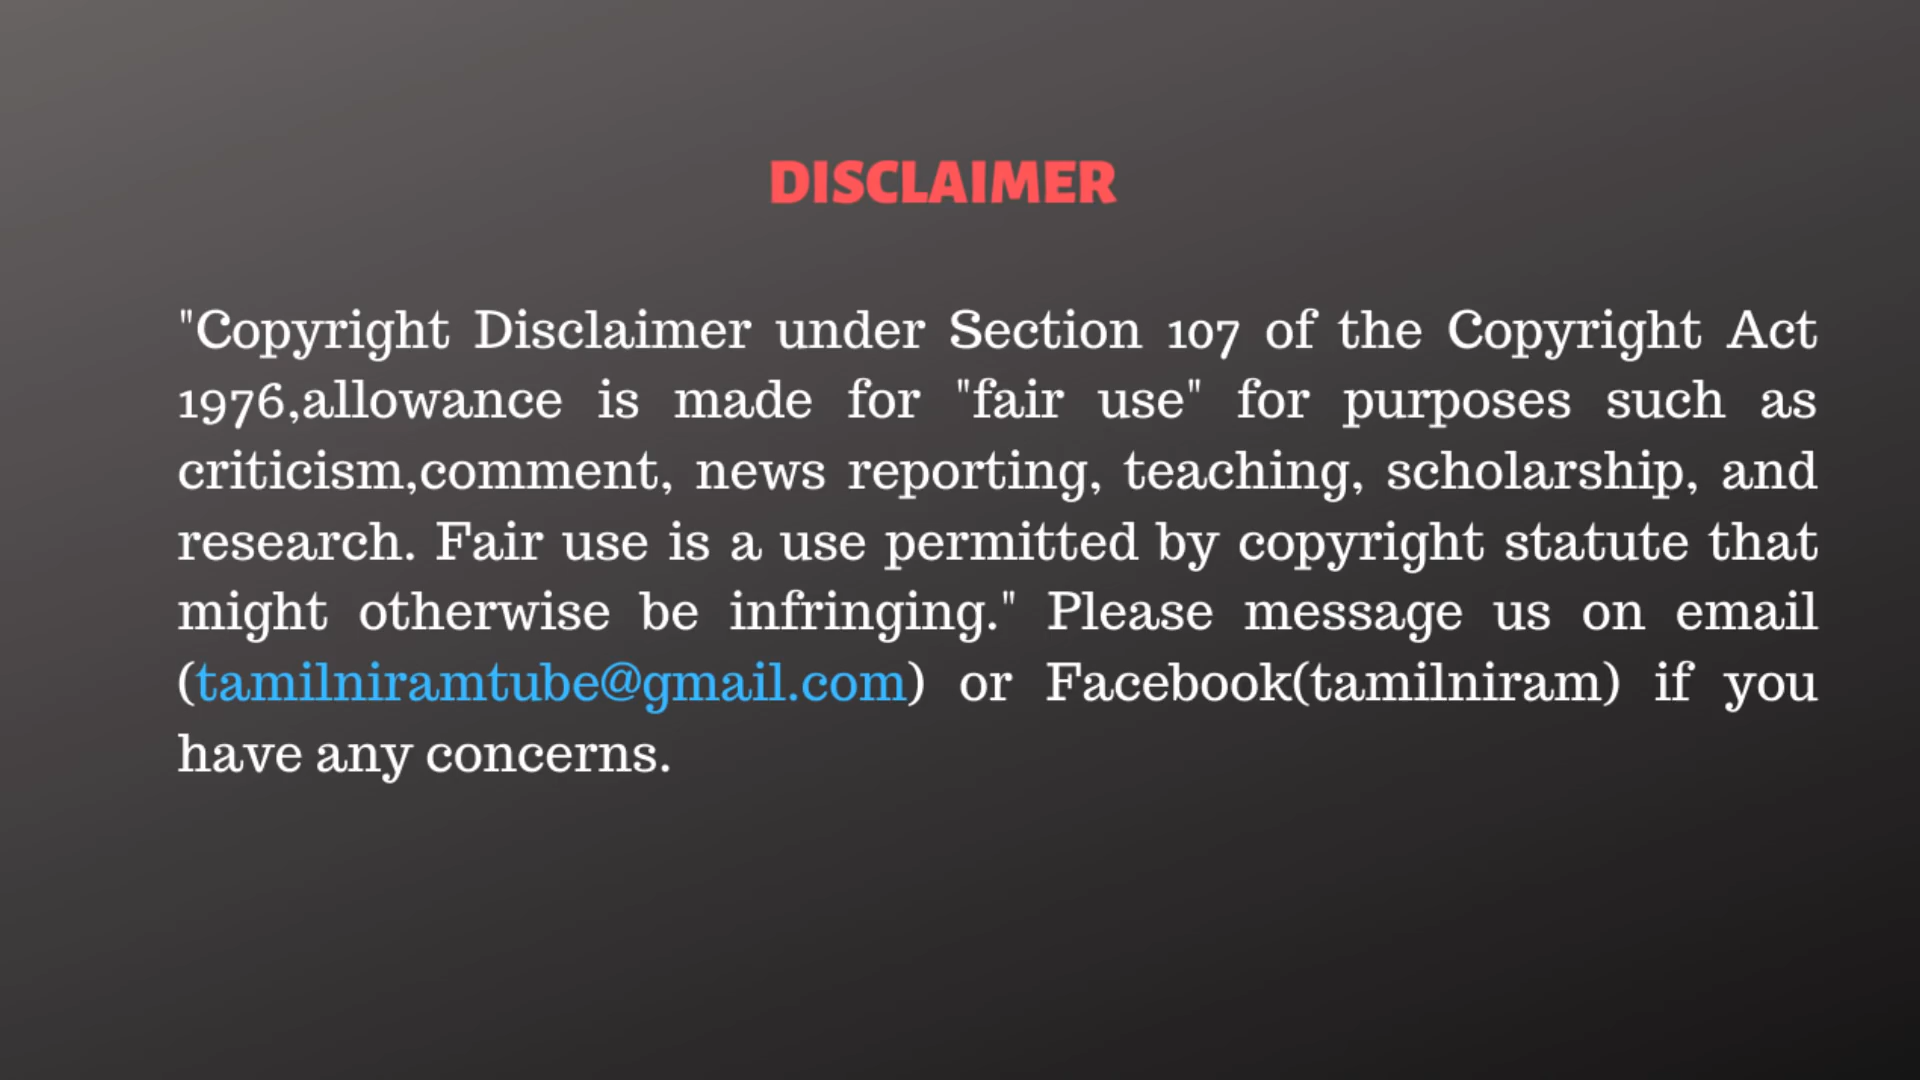 DISCLAIMER
"Copyright Disclaimer under Section 107 of the Copyright Act
1976,allowance is made for "fair use" for purposes such as
criticism,comment, news reporting, teaching, scholarship, and
research. Fair use is a use permitted by copyright statute that
might otherwise be infringing." Please message us on email
(tamilniramtube@gmail.com) or Facebook(tamilniram) if you
have any concerns.